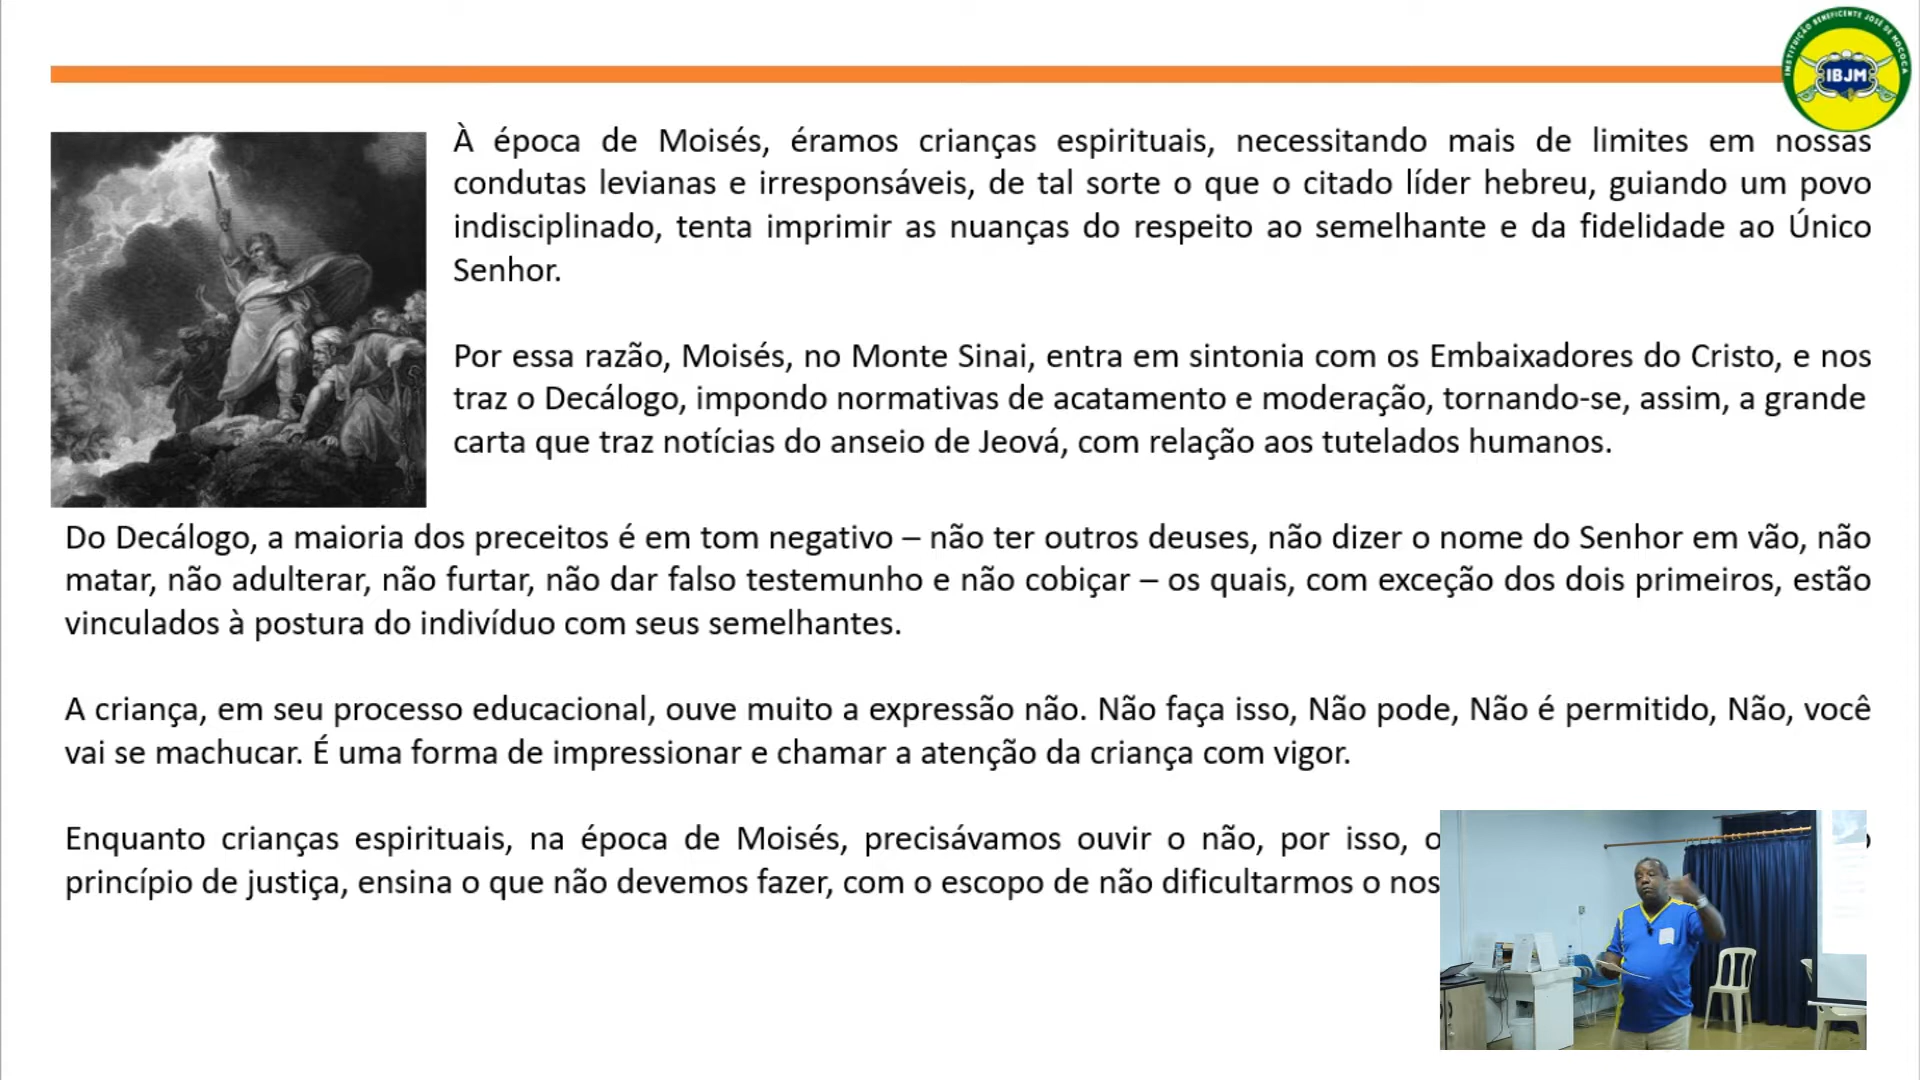 INSTITUIÇÃO BENEFICENTE JOSÉ DE MOCOCA
IBJM
À época de Moisés, éramos crianças espirituais, necessitando mais de limites em nossas
condutas levianas e irresponsáveis, de tal sorte o que o citado líder hebreu, guiando um povo
indisciplinado, tenta imprimir as nuanças do respeito ao semelhante e da fidelidade ao Único
Senhor.
Por essa razão, Moisés, no Monte Sinai, entra em sintonia com os Embaixadores do Cristo, e nos
traz o Decálogo, impondo normativas de acatamento e moderação, tornando-se, assim, a grande
carta que traz notícias do anseio de Jeová, com relação aos tutelados humanos.
Do Decálogo, a maioria dos preceitos é em tom negativo – não ter outros deuses, não dizer o nome do Senhor em vão, não
matar, não adulterar, não furtar, não dar falso testemunho e não cobiçar – os quais, com exceção dos dois primeiros, estão
vinculados à postura do indivíduo com seus semelhantes.
A criança, em seu processo educacional, ouve muito a expressão não. Não faça isso, Não pode, Não é permitido, Não, você
vai se machucar. É uma forma de impressionar e chamar a atenção da criança com vigor.
Enquanto crianças espirituais, na época de Moisés, precisávamos ouvir o não, por isso, o
princípio de justiça, ensina o que não devemos fazer, com o escopo de não dificultarmos o nos